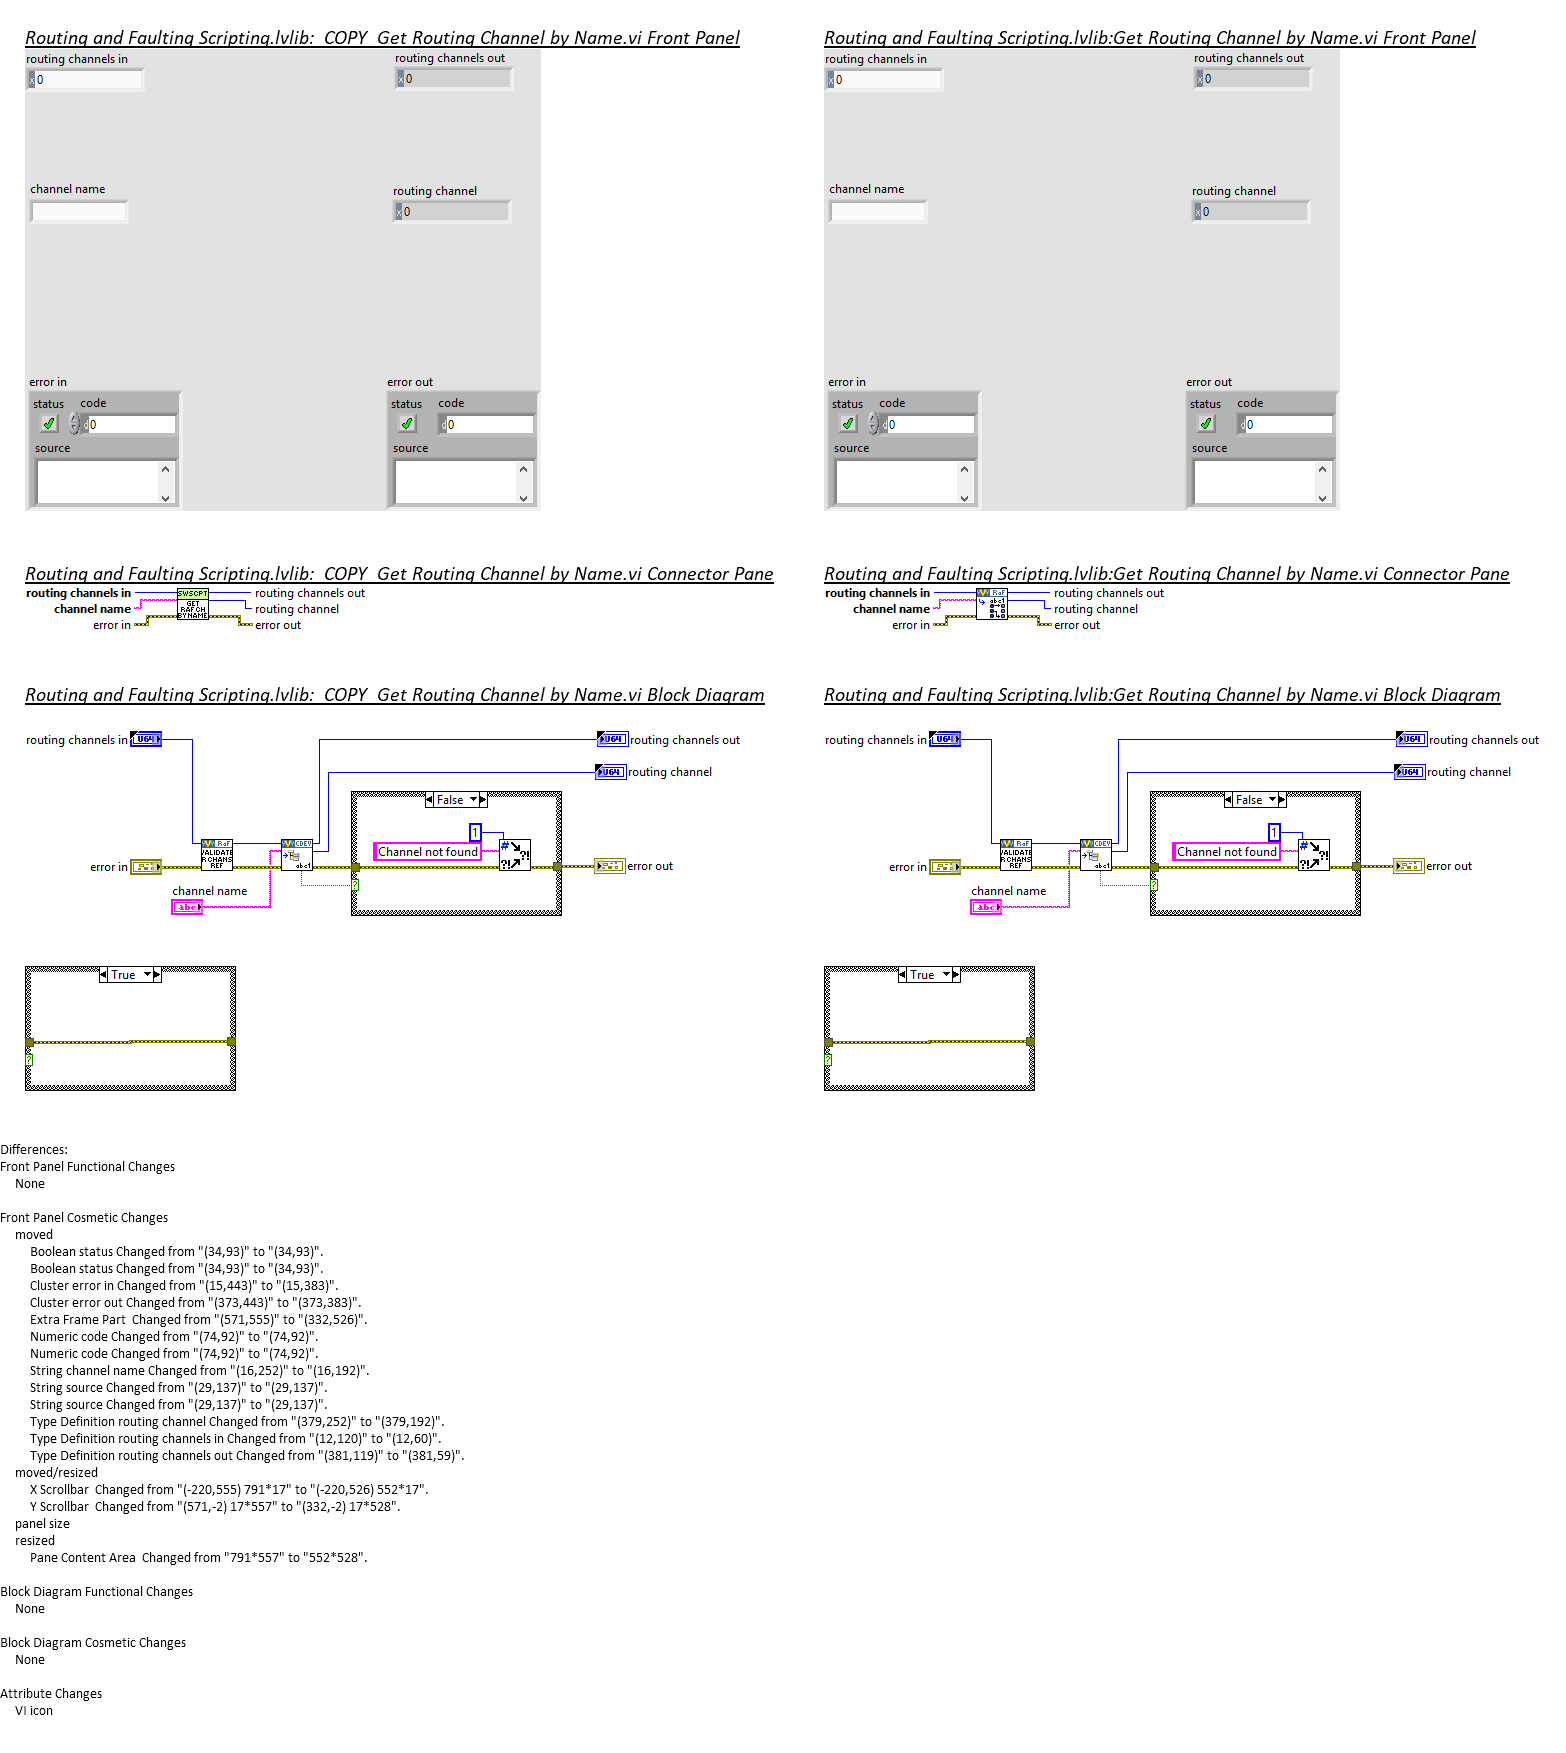 Routing and Faulting Scripting.lvlib:_COPY_Get Routing Channel by Name.vi Front Panel
routing channels in
x 0
routing channels out
x 0
channel name
routing channel
x 0
error in
status
code
d 0
source
error out
status
code
d 0
source
Routing and Faulting Scripting.lvlib:Get Routing Channel by Name.vi Front Panel
routing channels in
x 0
routing channels out
x 0
channel name
routing channel
x 0
error in
status
code
d 0
source
error out
status
code
d 0
source
Routing and Faulting Scripting.lvlib:_COPY_Get Routing Channel by Name.vi Connector Pane
routing channels in
channel name
error in
SWSCPT
GET
RAF CH
BY NAME
routing channels out
routing channel
error out
Routing and Faulting Scripting.lvlib:Get Routing Channel by Name.vi Connector Pane
routing channels in
channel name
error in
RaF
abc1
routing channels out
routing channel
error out
Routing and Faulting Scripting.lvlib:_COPY_Get Routing Channel by Name.vi Block Diagram
routing channels in
U64
U64
routing channels out
U64
routing channel
False
1
Channel not found
#
?!
?!
error in
RaF
VALIDATE
R CHANS
REF
CDEV
abc1
?
error out
channel name
abc
True
?
Routing and Faulting Scripting.lvlib:Get Routing Channel by Name.vi Block Diagram
routing channels in
U64
U64
routing channels out
U64
routing channel
False
1
Channel not found
#
?!
?!
error in
RaF
VALIDATE
R CHANS
REF
CDEV
abc1
?
error out
channel name
abc
True
?
Differences:
Front Panel Functional Changes
None
Front Panel Cosmetic Changes
moved
Boolean status Changed from "(34,93)" to "(34,93)".
Boolean status Changed from "(34,93)" to "(34,93)".
Cluster error in Changed from "(15,443)" to "(15,383)".
Cluster error out Changed from "(373,443)" to "(373,383)".
Extra Frame Part  Changed from "(571,555)" to "(332,526)".
Numeric code Changed from "(74,92)" to "(74,92)".
Numeric code Changed from "(74,92)" to "(74,92)".
String channel name Changed from "(16,252)" to "(16,192)".
String source Changed from "(29,137)" to "(29,137)".
String source Changed from "(29,137)" to "(29,137)".
Type Definition routing channel Changed from "(379,252)" to "(379,192)".
Type Definition routing channels in Changed from "(12,120)" to "(12,60)".
Type Definition routing channels out Changed from "(381,119)" to "(381,59)".
moved/resized
X Scrollbar  Changed from "(-220,555) 791*17" to "(-220,526) 552*17".
Y Scrollbar  Changed from "(571,-2) 17*557" to "(332,-2) 17*528".
panel size
resized
Pane Content Area  Changed from "791*557" to "552*528".
Block Diagram Functional Changes
None
Block Diagram Cosmetic Changes
None
Attribute Changes
VI icon